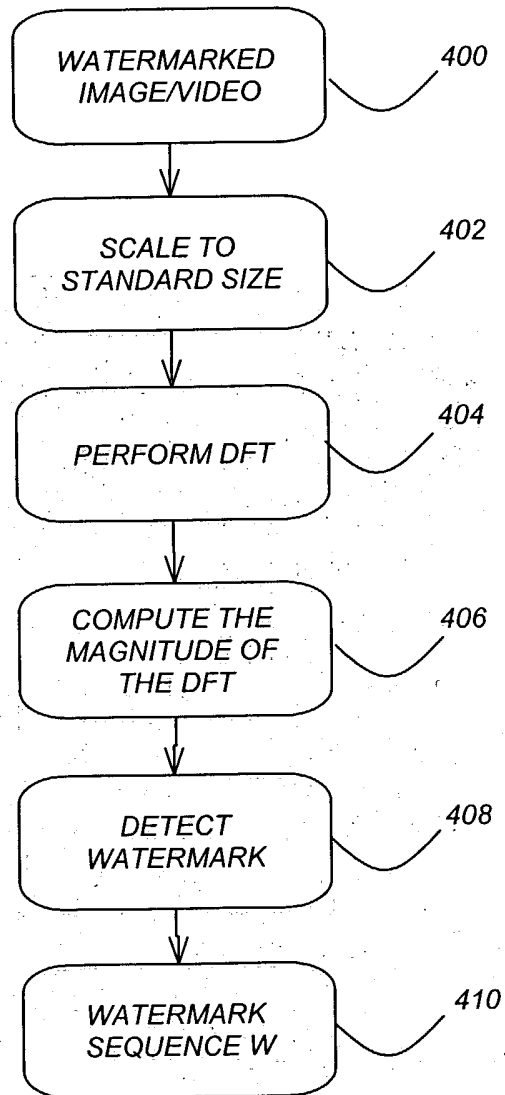 WATERMARKED
IMAGE/VIDEO
400
SCALE TO
STANDARD SIZE
402
PERFORM DFT
404
COMPUTE THE
MAGNITUDE OF
THE DFT
406
DETECT
WATERMARK
408
WATERMARK
SEQUENCE W
410